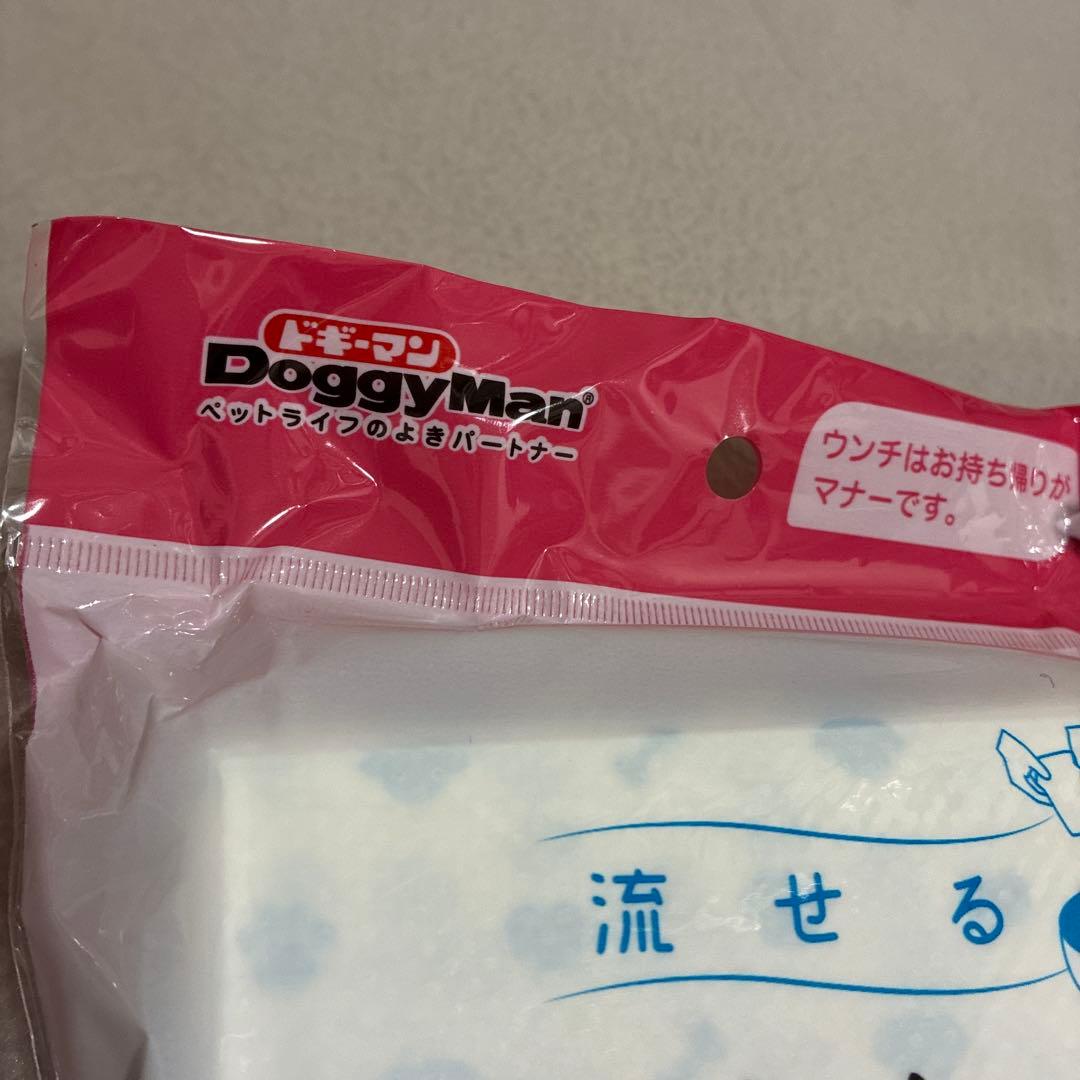 ドギーマン
DoggyMan®
ペットライフのよきパートナー
ウンチはお持ち帰りが
マナーです。
流せる